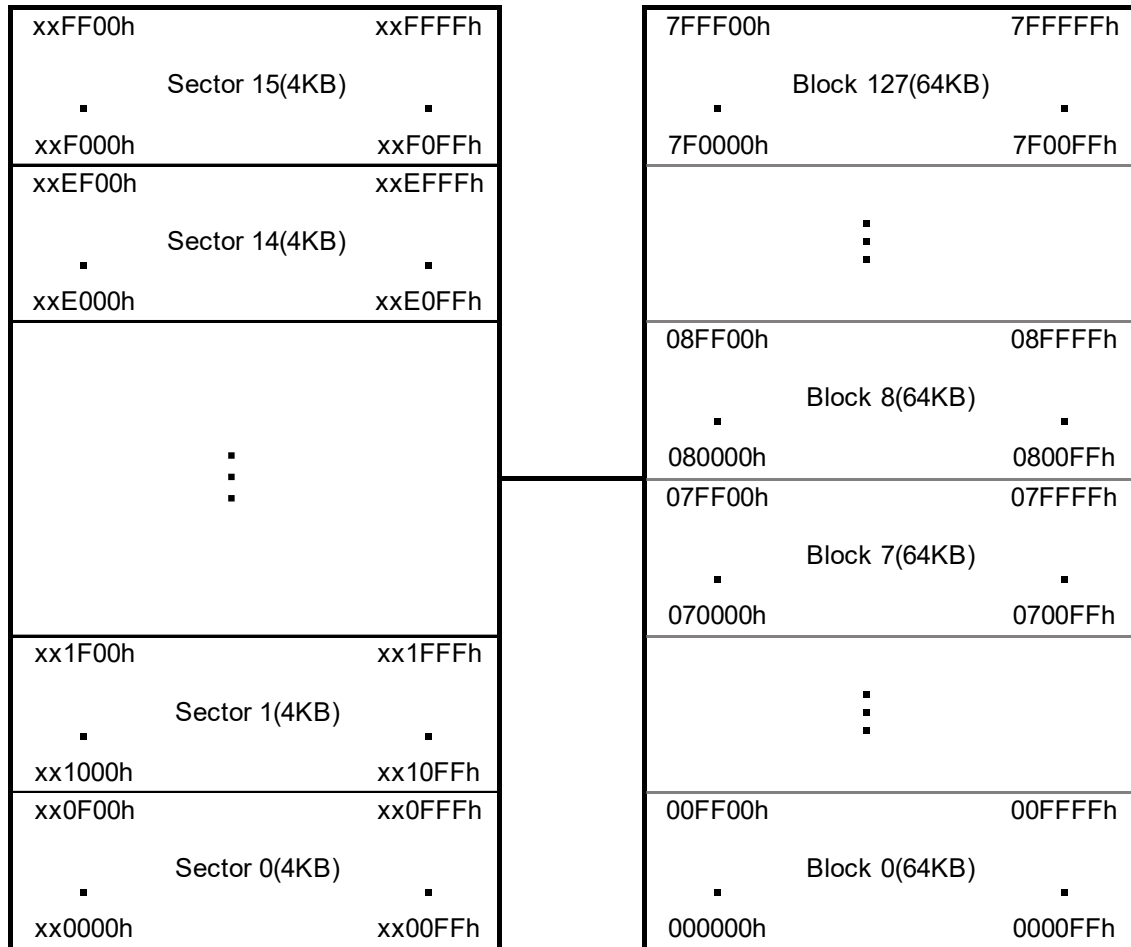 xxFF00h xxFFFFh
Sector 15(4KB)
xxF000h xxF0FFh
xxEF00h xxEFFFh
Sector 14(4KB)
xxE000h xxE0FFh
xx1F00h xx1FFFh
Sector 1(4KB)
xx1000h xx10FFh
xx0F00h xx0FFFh
Sector 0(4KB)
xx0000h xx00FFh
7FFF00h 7FFFFFh
Block 127(64KB)
7F0000h 7F00FFh
08FF00h 08FFFFh
Block 8(64KB)
080000h 0800FFh
07FF00h 07FFFFh
Block 7(64KB)
070000h 0700FFh
00FF00h 00FFFFh
Block 0(64KB)
000000h 0000FFh